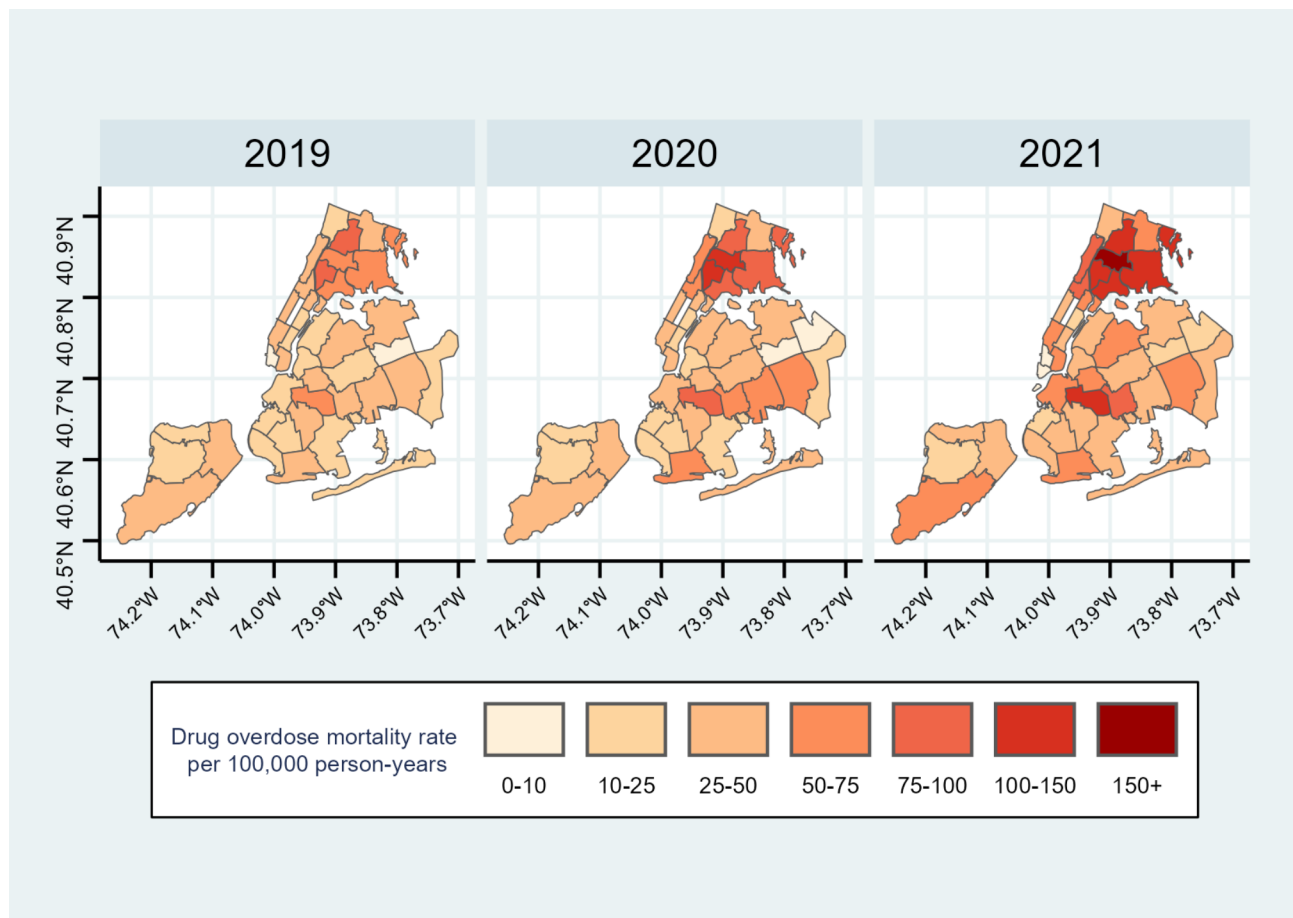 2019 2020 2021
40.9°N
40.8°N
40.7°N
40.6°N
40.5°N
74.2°W 74.1°W 74.0°W 73.9°W 73.8°W 73.7°W 74.2°W 74.1°W 74.0°W 73.9°W 73.8°W 73.7°W 74.2°W 74.1°W 74.0°W 73.9°W 73.8°W 73.7°W
Drug overdose mortality rate
per 100,000 person-years
0-10 10-25 25-50 50-75 75-100 100-150 150+